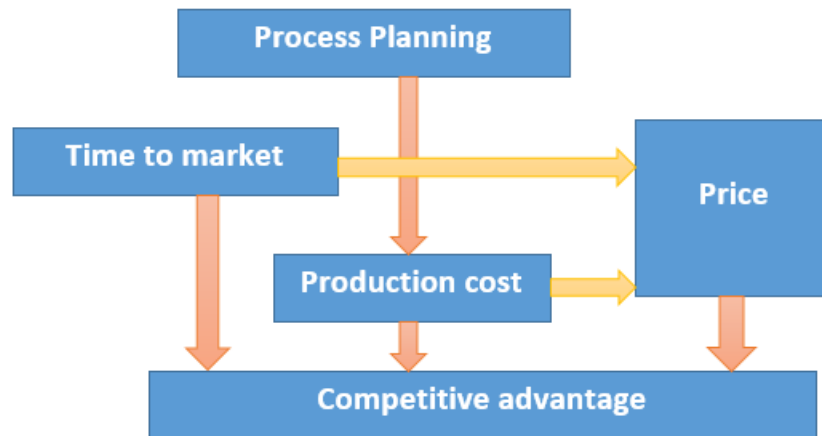 Process Planning
Time to market
Price
Production cost
Competitive advantage